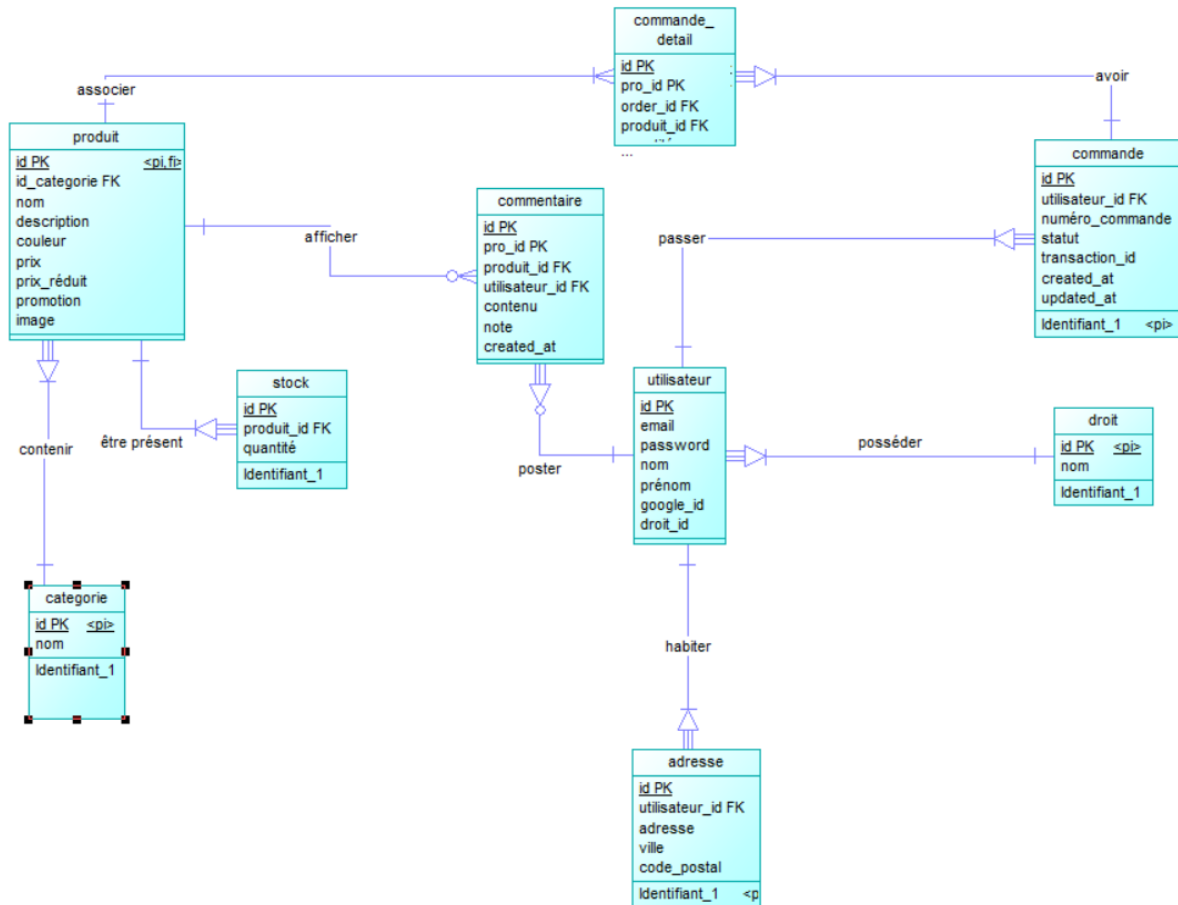 commande_
detail
id PK
pro_id PK
order_id FK
produit_id FK
...
associer
avoir
produit
id PK <pi,fi>
id_categorie FK
nom
description
couleur
prix
prix_réduit
promotion
image
commande
id PK
utilisateur_id FK
numéro_commande
statut
transaction_id
created_at
updated_at
Identifiant_1 <pi>
afficher
commentaire
id PK
pro_id PK
produit_id FK
utilisateur_id FK
contenu
note
created_at
passer
stock
id PK
produit_id FK
quantité
Identifiant_1
contenir
être présent
poster
utilisateur
id PK
email
password
nom
prénom
google_id
droit_id
posséder
droit
id PK <pi>
nom
Identifiant_1
categorie
id PK <pi>
nom
Identifiant_1
habiter
adresse
id PK
utilisateur_id FK
adresse
ville
code_postal
Identifiant_1 <p